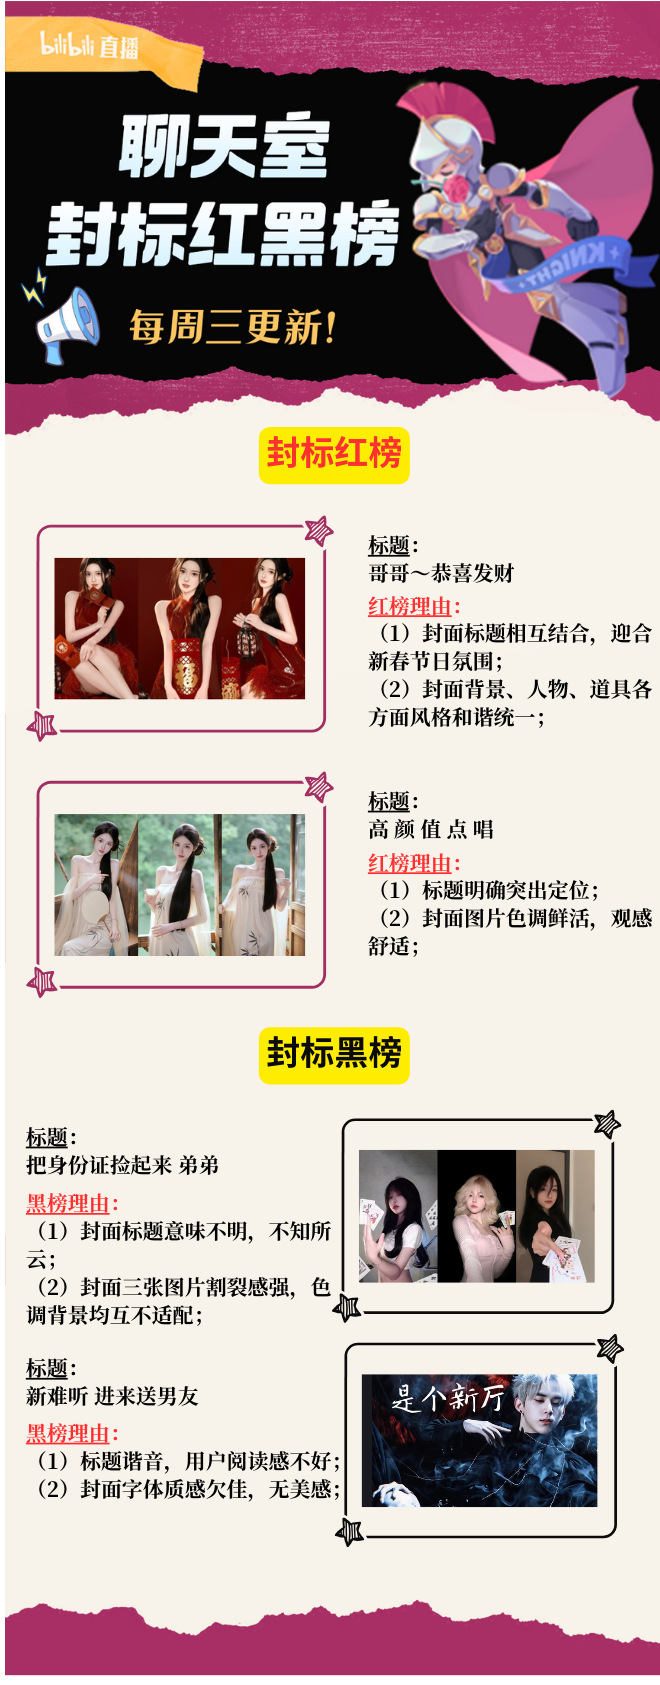 bilibili 直播
聊天室
封标红黑榜
每周三更新!
KNIGHT
封标红榜
标题：
哥哥～恭喜发财
红榜理由：
（1）封面标题相互结合，迎合
新春节日氛围；
（2）封面背景、人物、道具各
方面风格和谐统一；
标题：
高 颜 值 点 唱
红榜理由：
（1）标题明确突出定位；
（2）封面图片色调鲜活，观感
舒适；
封标黑榜
标题：
把身份证捡起来 弟弟
黑榜理由：
（1）封面标题意味不明，不知所
云；
（2）封面三张图片割裂感强，色
调背景均互不适配；
标题：
新难听 进来送男友
黑榜理由：
（1）标题谐音，用户阅读感不好；
（2）封面字体质感欠佳，无美感；
是个新厅